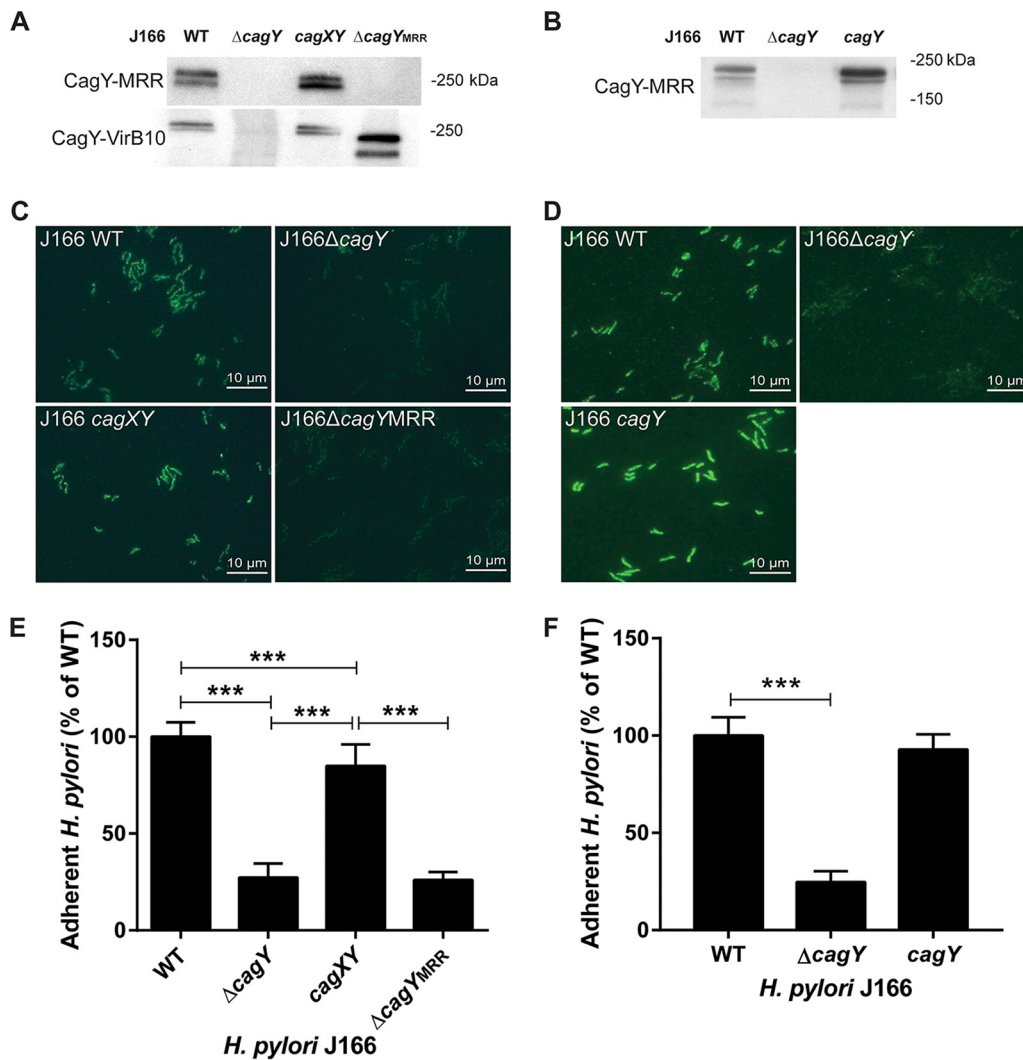 A
J166 WT ΔcagY cagXY ΔcagYMRR
CagY-MRR -250 kDa
CagY-VirB10 -250
B
J166 WT ΔcagY cagY
CagY-MRR -250 kDa
-150
C
J166 WT J166ΔcagY
10 µm 10 µm
J166 cagXY J166ΔcagYMRR
10 µm 10 µm
D
J166 WT J166ΔcagY
10 µm 10 µm
J166 cagY
10 µm
E
Adherent H. pylori (% of WT)
150
100
50
0
***
***
***
***
WT ΔcagY cagXY ΔcagYMRR
H. pylori J166
F
Adherent H. pylori (% of WT)
150
100
50
0
***
WT ΔcagY cagY
H. pylori J166